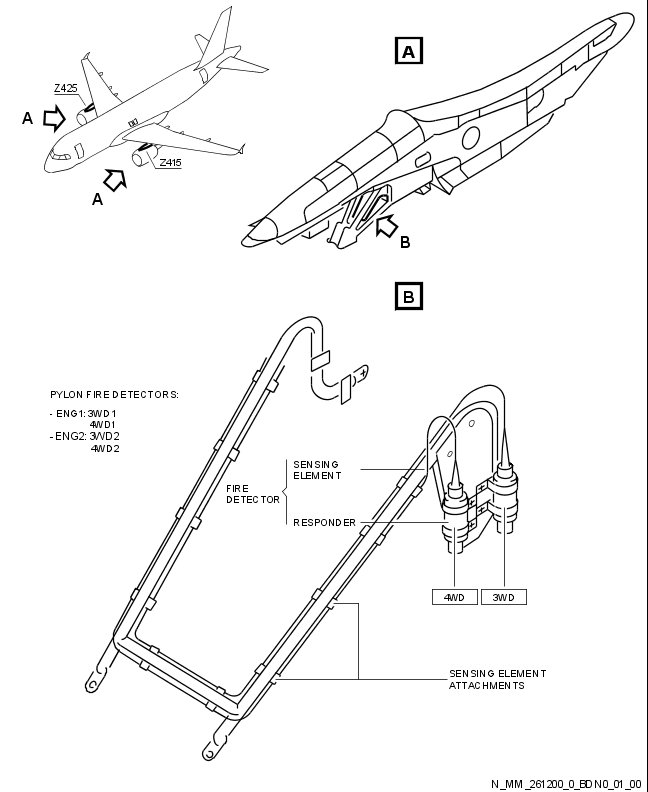 A
Z425
A
Z415
A
B
B
PYLON FIRE DETECTORS:
- ENG1: 3WD1
4WD1
- ENG2: 3WD2
4WD2
FIRE
DETECTOR
SENSING
ELEMENT
RESPONDER
4WD
3WD
SENSING ELEMENT
ATTACHMENTS
N_MM_261200_0_BDN0_01_00